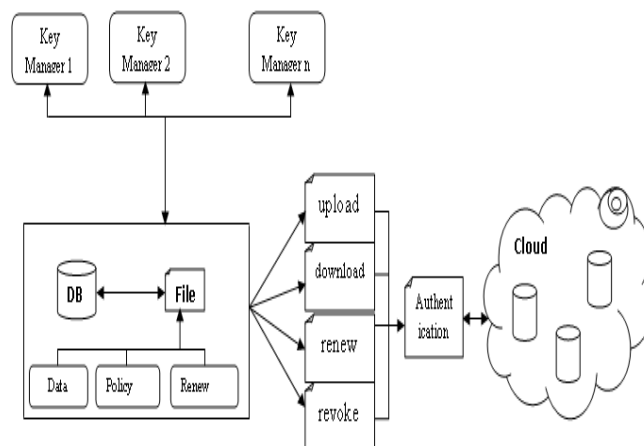 Key
Manager 1
Key
Manager 2
Key
Manager n
upload
download
renew
revoke
DB
File
Data
Policy
Renew
Authent
ication
Cloud